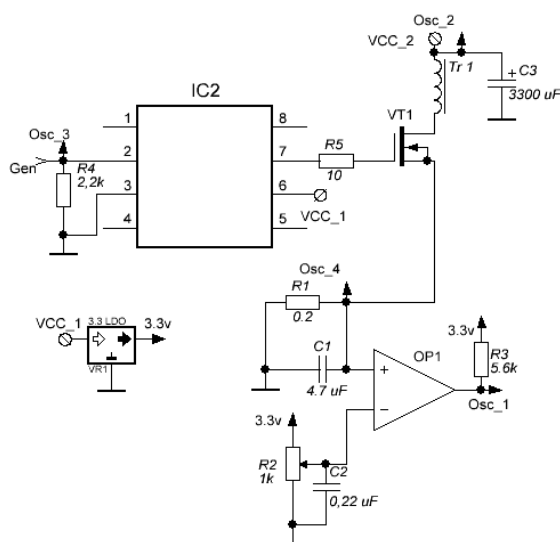 Osc_2
VCC_2
Tr 1
+ C3
3300 uF
IC2
VT1
1
8
Osc_3
Gen
2
7
R5
10
R4
2,2k
3
6
VCC_1
4
5
Osc_4
R1
0.2
VCC_1
3.3 LDO
3.3v
VR1
C1
4.7 uF
OP1
+
−
3.3v
R3
5.6k
Osc_1
3.3v
R2
1k
C2
0,22 uF